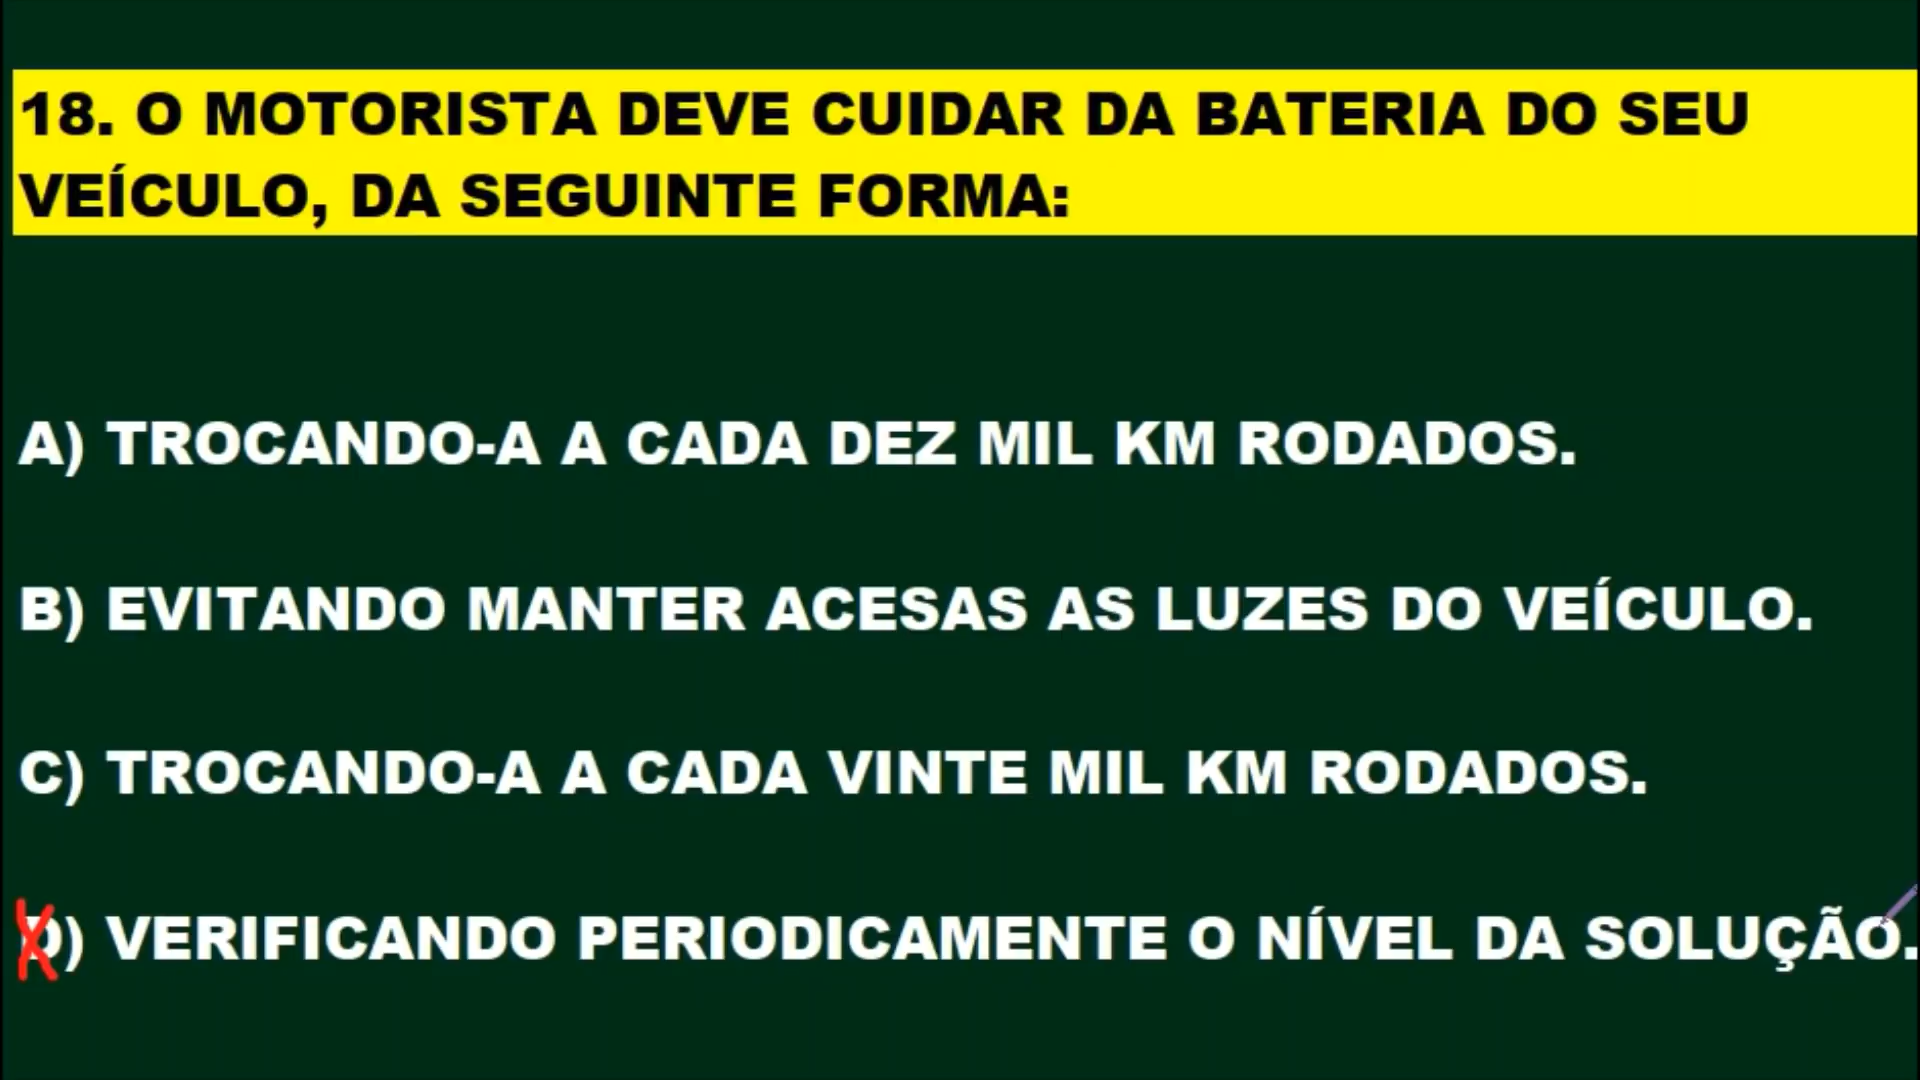 18. O MOTORISTA DEVE CUIDAR DA BATERIA DO SEU
VEÍCULO, DA SEGUINTE FORMA:
A) TROCANDO-A A CADA DEZ MIL KM RODADOS.
B) EVITANDO MANTER ACESAS AS LUZES DO VEÍCULO.
C) TROCANDO-A A CADA VINTE MIL KM RODADOS.
D) VERIFICANDO PERIODICAMENTE O NÍVEL DA SOLUÇÃO.